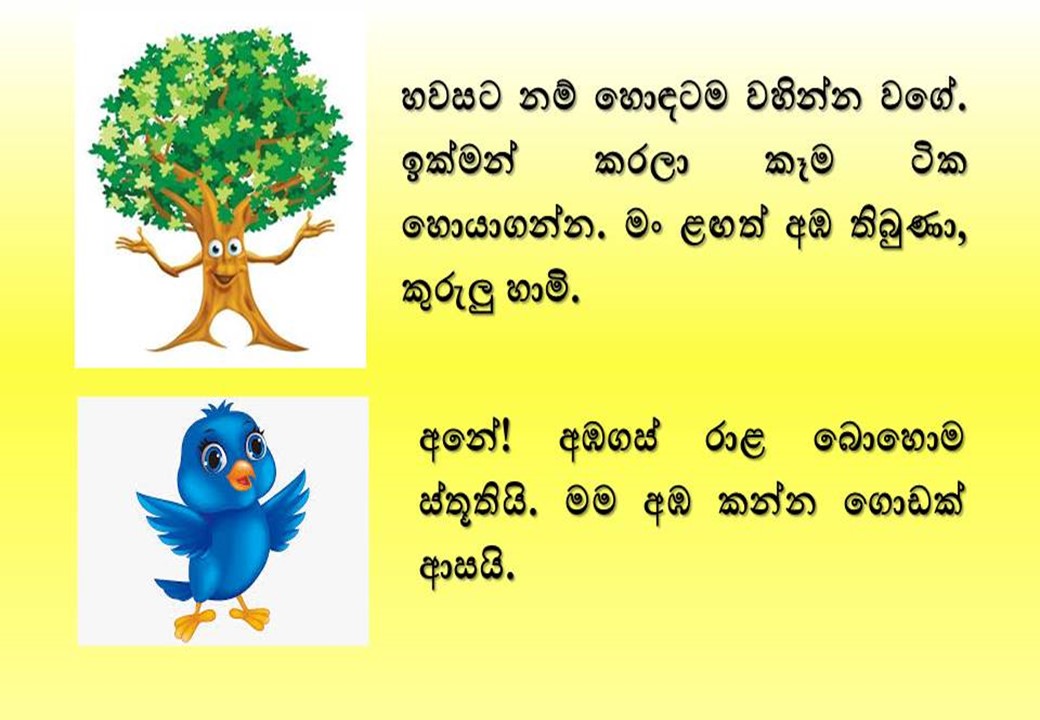 හවසට නම් හොඳටම වහින්න වගේ.
ඉක්මන් කරලා කෑම ටික
හොයාගන්න. මං ළඟත් අඹ තිබුණා,
කුරුලු හාමි.
අනේ! අඹගස් රාළ බොහොම
ස්තූතියි. මම අඹ කන්න ගොඩක්
ආසයි.